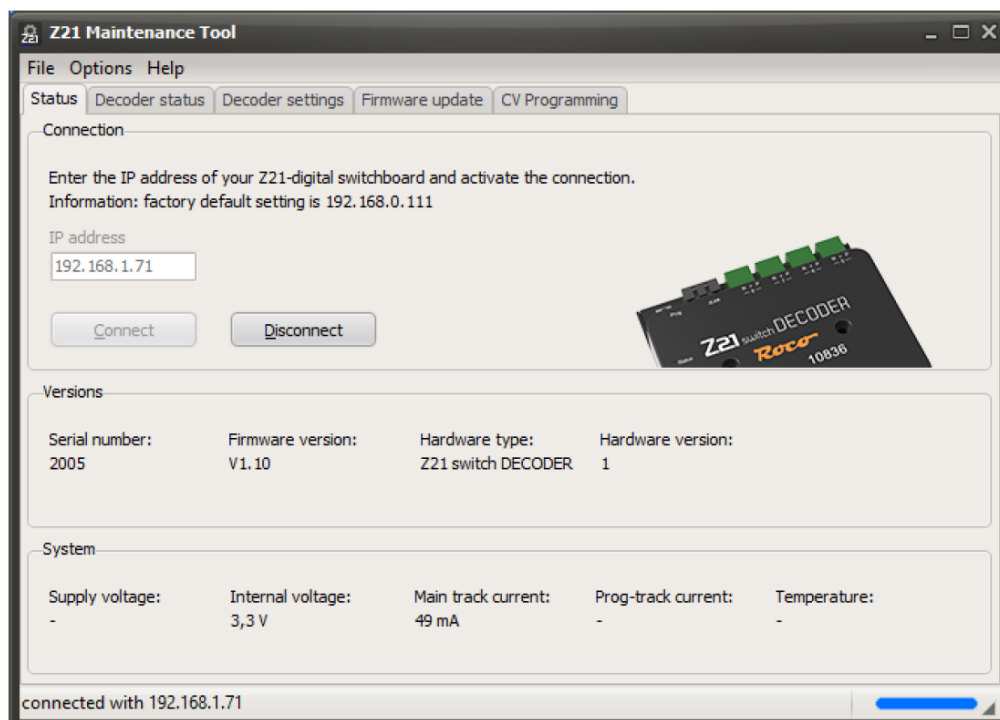 Z21 Maintenance Tool
File Options Help
Status Decoder status Decoder settings Firmware update CV Programming
Connection
Enter the IP address of your Z21-digital switchboard and activate the connection.
Information: factory default setting is 192.168.0.111
IP address
192.168.1.71
Connect Disconnect
Z21 switch DECODER
Roco 10836
Versions
Serial number: Firmware version: Hardware type: Hardware version:
2005 V1.10 Z21 switch DECODER 1
System
Supply voltage: Internal voltage: Main track current: Prog-track current: Temperature:
- 3,3 V 49 mA - -
connected with 192.168.1.71